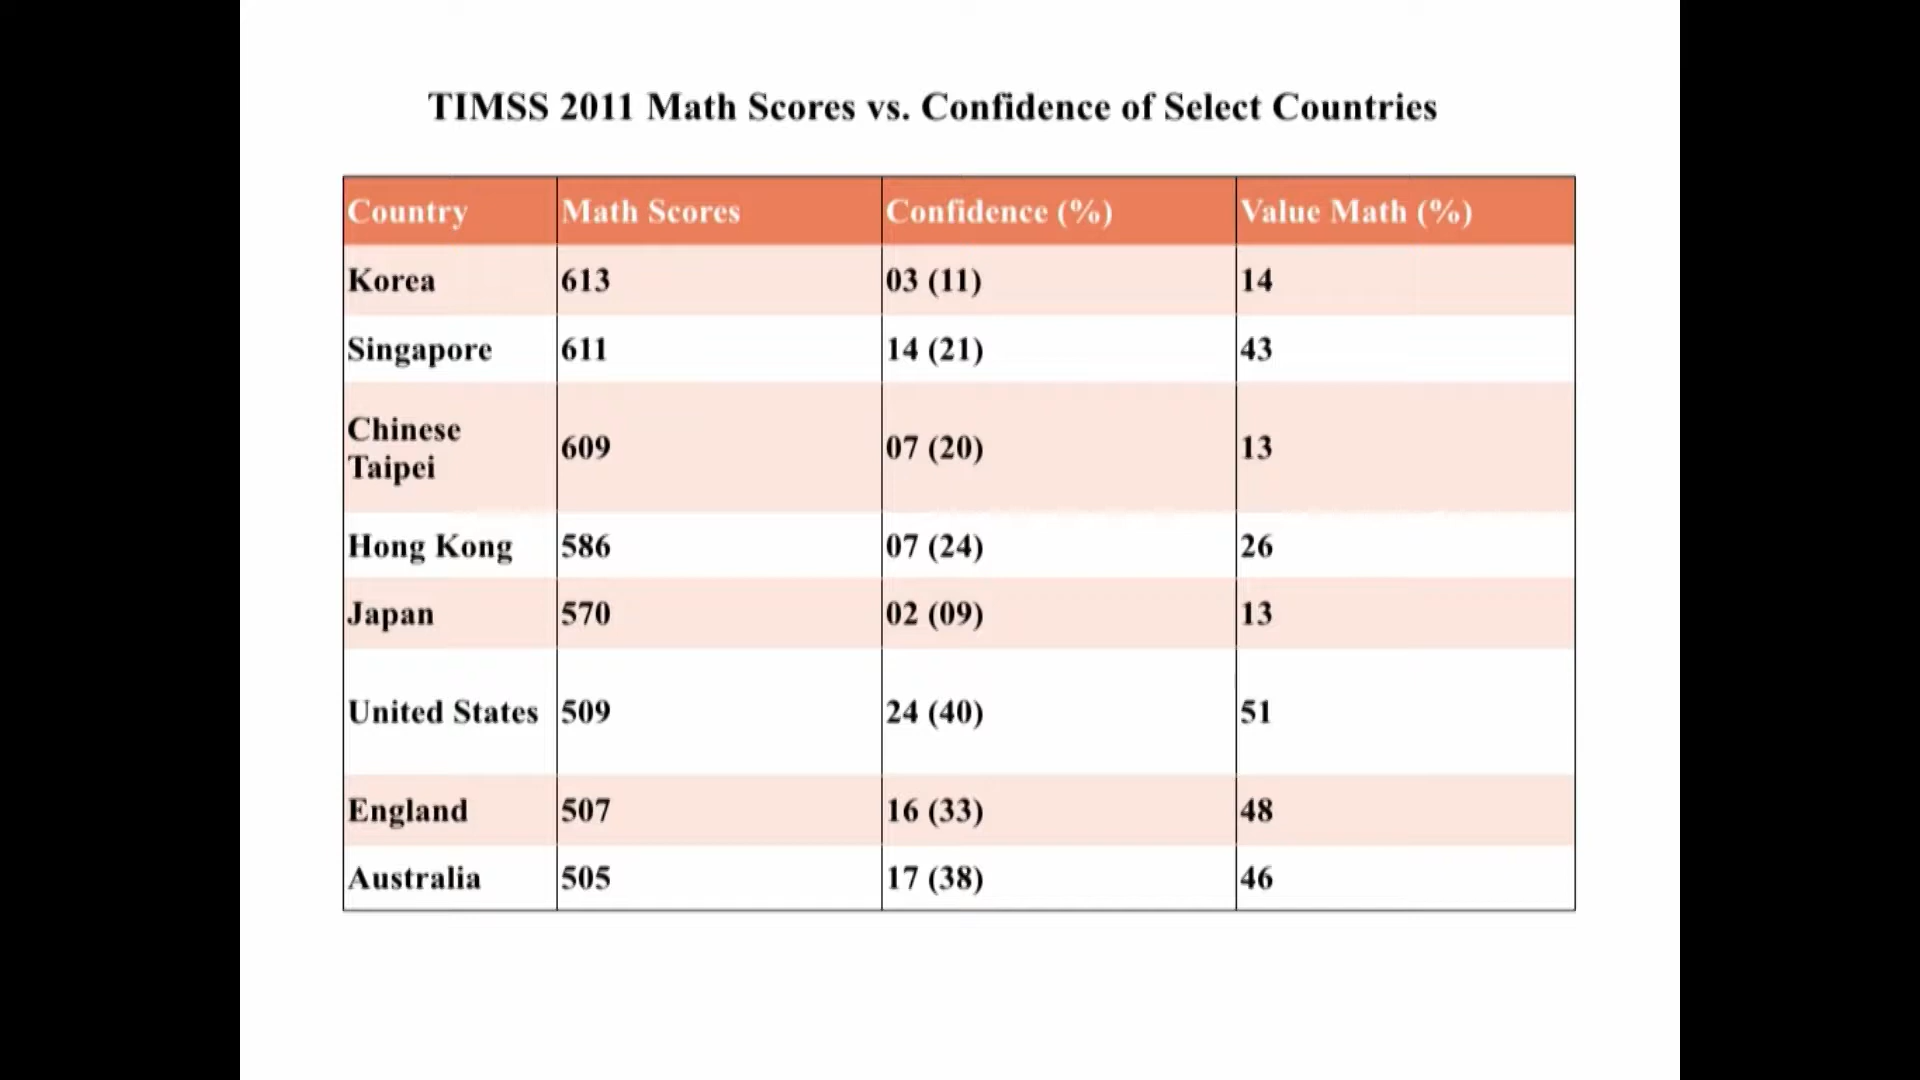 TIMSS 2011 Math Scores vs. Confidence of Select Countries
Country Math Scores Confidence (%) Value Math (%)
Korea 613 03 (11) 14
Singapore 611 14 (21) 43
Chinese
Taipei 609 07 (20) 13
Hong Kong 586 07 (24) 26
Japan 570 02 (09) 13
United States 509 24 (40) 51
England 507 16 (33) 48
Australia 505 17 (38) 46